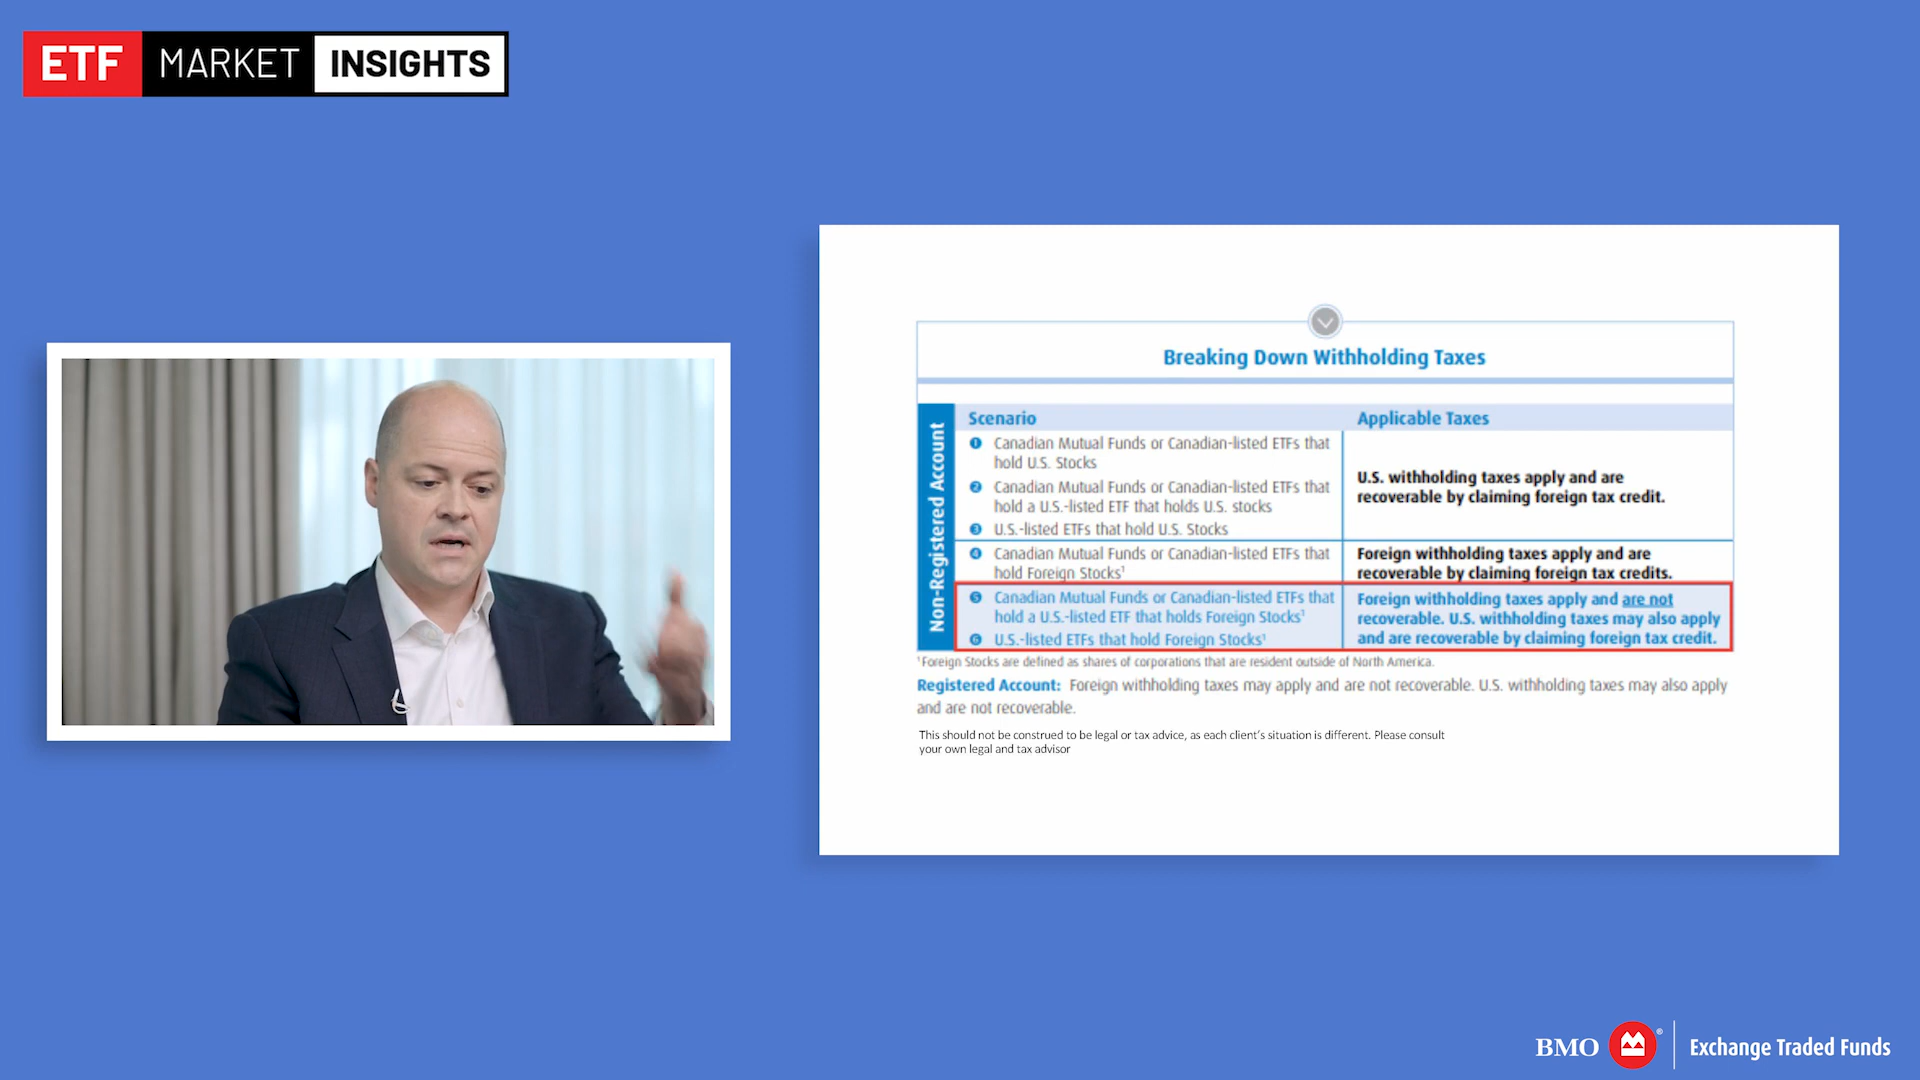 ETF MARKET INSIGHTS
Breaking Down Withholding Taxes
Non-Registered Account
Scenario
Applicable Taxes
1 Canadian Mutual Funds or Canadian-listed ETFs that
hold U.S. Stocks
2 Canadian Mutual Funds or Canadian-listed ETFs that
hold a U.S.-listed ETF that holds U.S. stocks
3 U.S.-listed ETFs that hold U.S. Stocks
U.S. withholding taxes apply and are
recoverable by claiming foreign tax credit.
4 Canadian Mutual Funds or Canadian-listed ETFs that
hold Foreign Stocks¹
Foreign withholding taxes apply and are
recoverable by claiming foreign tax credits.
5 Canadian Mutual Funds or Canadian-listed ETFs that
hold a U.S.-listed ETF that holds Foreign Stocks¹
6 U.S.-listed ETFs that hold Foreign Stocks¹
Foreign withholding taxes apply and are not
recoverable. U.S. withholding taxes may also apply
and are recoverable by claiming foreign tax credit.
¹Foreign Stocks are defined as shares of corporations that are resident outside of North America.
Registered Account: Foreign withholding taxes may apply and are not recoverable. U.S. withholding taxes may also apply
and are not recoverable.
This should not be construed to be legal or tax advice, as each client's situation is different. Please consult
your own legal and tax advisor
BMO ® Exchange Traded Funds